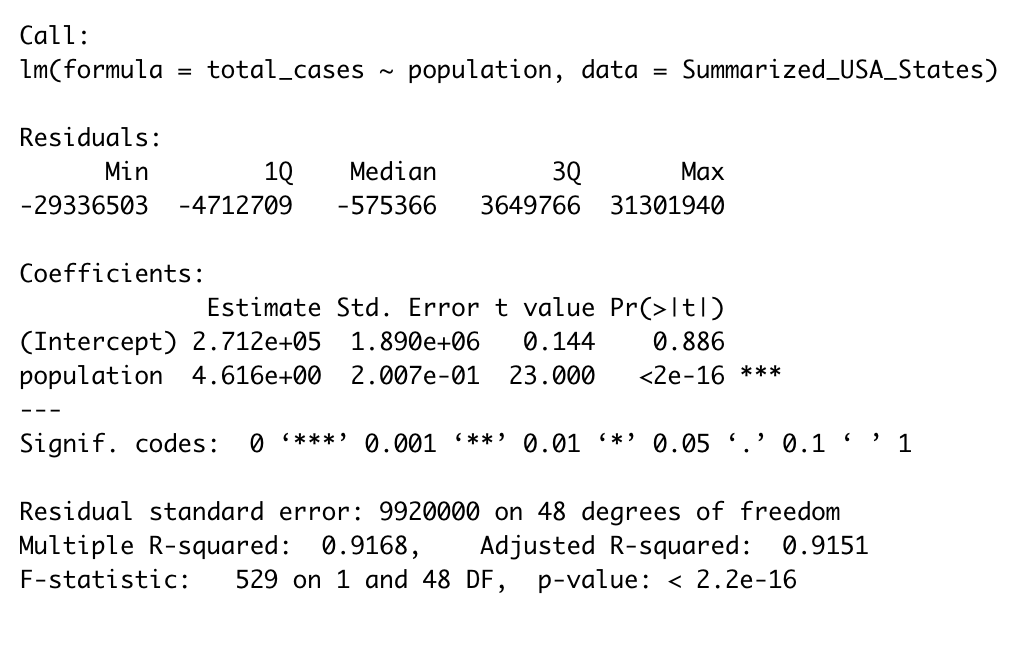 Call:
lm(formula = total_cases ~ population, data = Summarized_USA_States)
Residuals:
      Min        1Q    Median        3Q       Max
-29336503  -4712709   -575366   3649766  31301940
Coefficients:
             Estimate Std. Error t value Pr(>|t|)
(Intercept) 2.712e+05  1.890e+06   0.144    0.886
population  4.616e+00  2.007e-01  23.000   <2e-16 ***
---
Signif. codes:  0 ‘***’ 0.001 ‘**’ 0.01 ‘*’ 0.05 ‘.’ 0.1 ‘ ’ 1
Residual standard error: 9920000 on 48 degrees of freedom
Multiple R-squared:  0.9168,    Adjusted R-squared:  0.9151
F-statistic:   529 on 1 and 48 DF,  p-value: < 2.2e-16